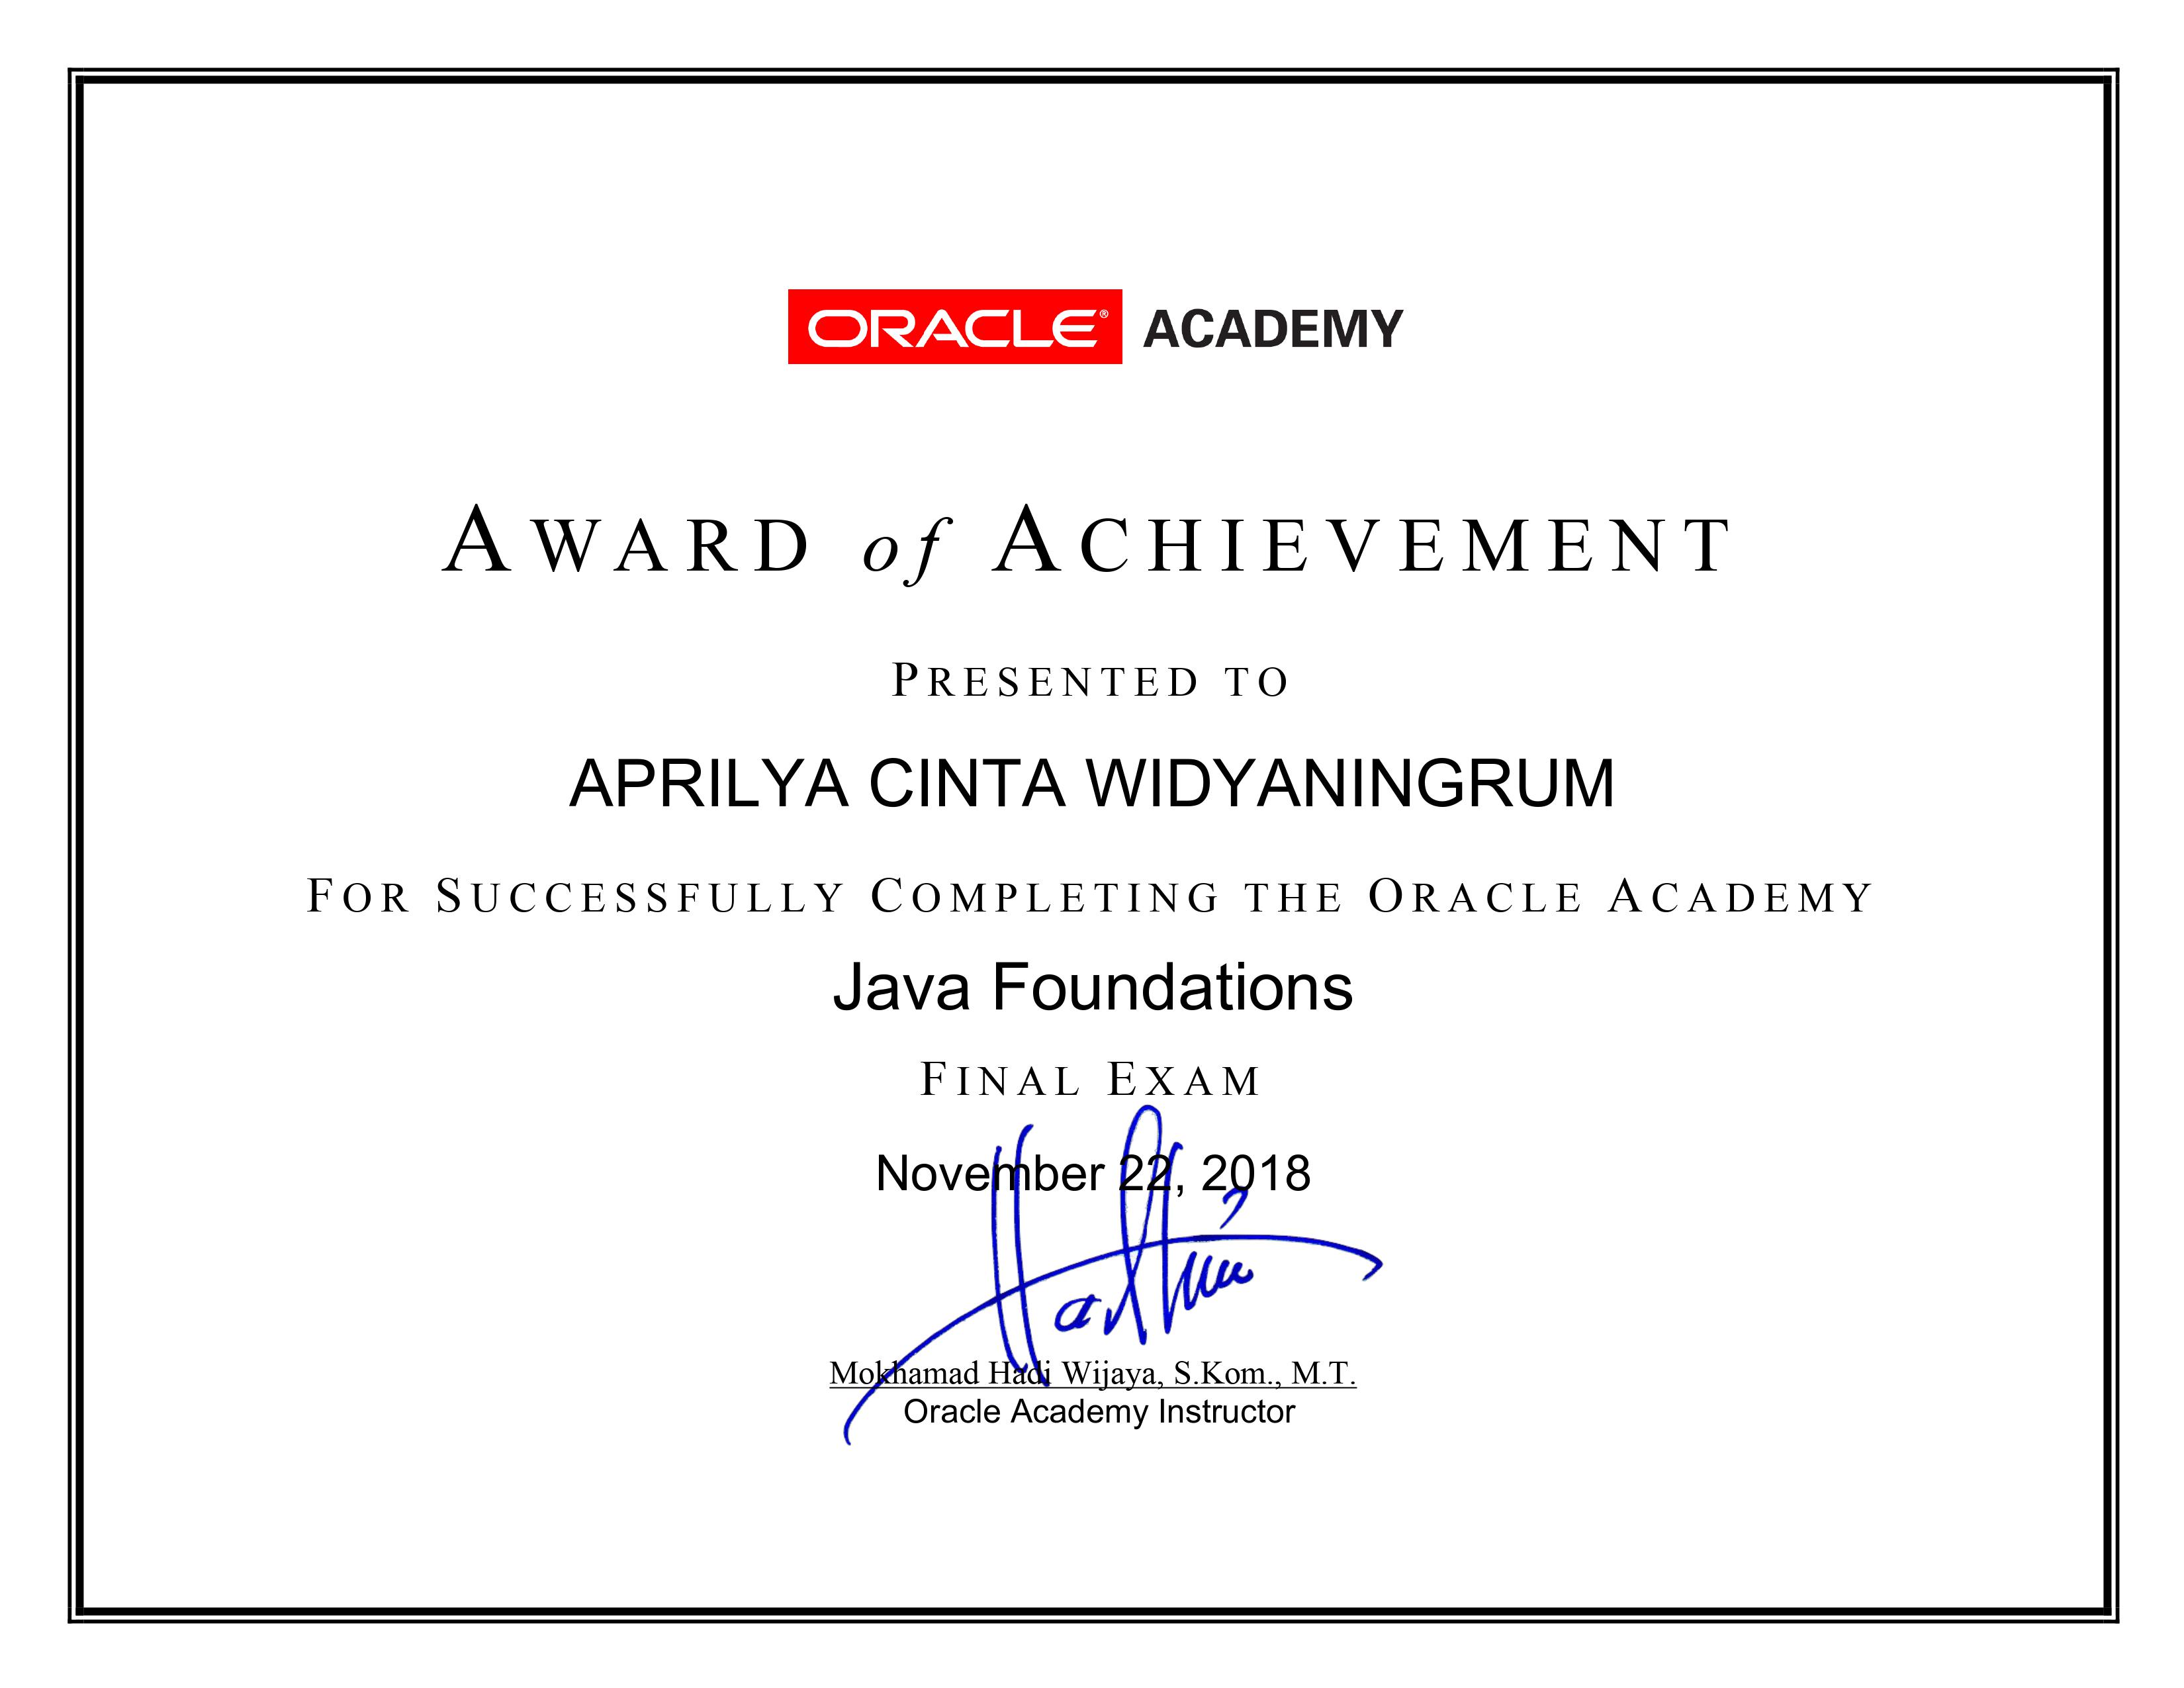 ORACLE® ACADEMY
AWARD of ACHIEVEMENT
PRESENTED TO
APRILYA CINTA WIDYANINGRUM
FOR SUCCESSFULLY COMPLETING THE ORACLE ACADEMY
Java Foundations
FINAL EXAM
November 22, 2018
Mokhamad Hadi Wijaya, S.Kom., M.T.
Oracle Academy Instructor